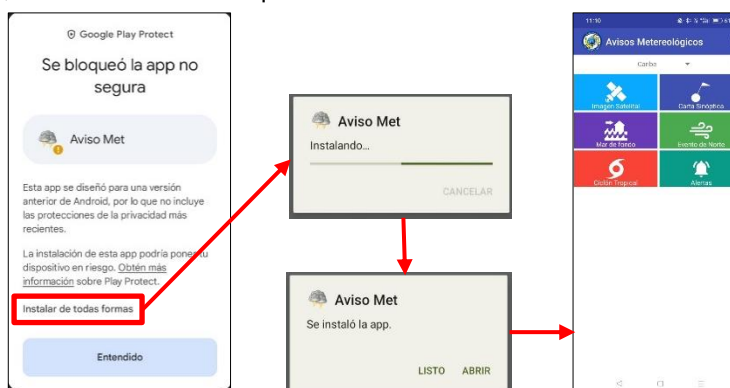 Google Play Protect
Se bloqueó la app no
segura
Aviso Met
Esta app se diseñó para una versión
anterior de Android, por lo que no incluye
las protecciones de la privacidad más
recientes.
La instalación de esta app podría poner tu
dispositivo en riesgo. Obtén más
información sobre Play Protect.
Instalar de todas formas
Entendido
Aviso Met
Instalando...
CANCELAR
Aviso Met
Se instaló la app.
LISTO ABRIR
11:10
Avisos Metereológicos
Carbo
Imagen Satelital
Carta Sinóptica
Mar de fondo
Evento de Norte
Ciclón Tropical
Alertas